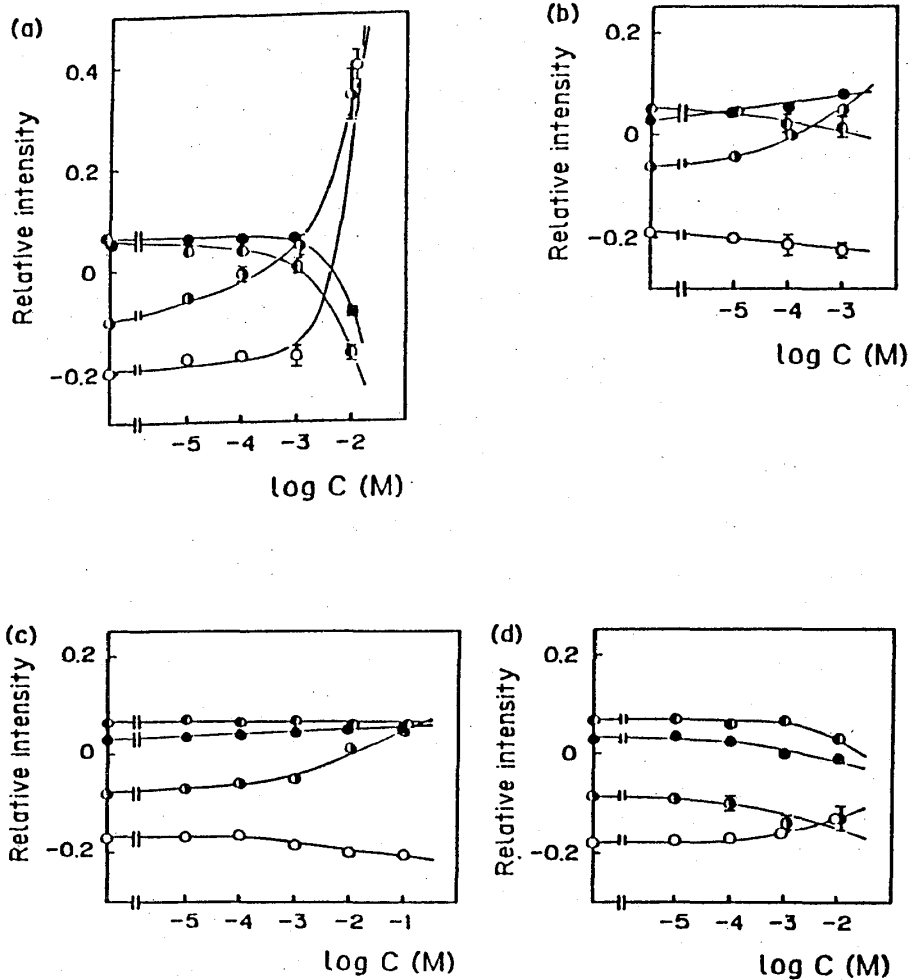 (a)
Relative intensity
0.4
0.2
0
-0.2
-5 -4 -3 -2
log C (M)
(b)
Relative intensity
0.2
0
-0.2
-5 -4 -3
log C (M)
(c)
Relative intensity
0.2
0
-0.2
-5 -4 -3 -2 -1
log C (M)
(d)
Relative intensity
0.2
0
-0.2
-5 -4 -3 -2
log C (M)